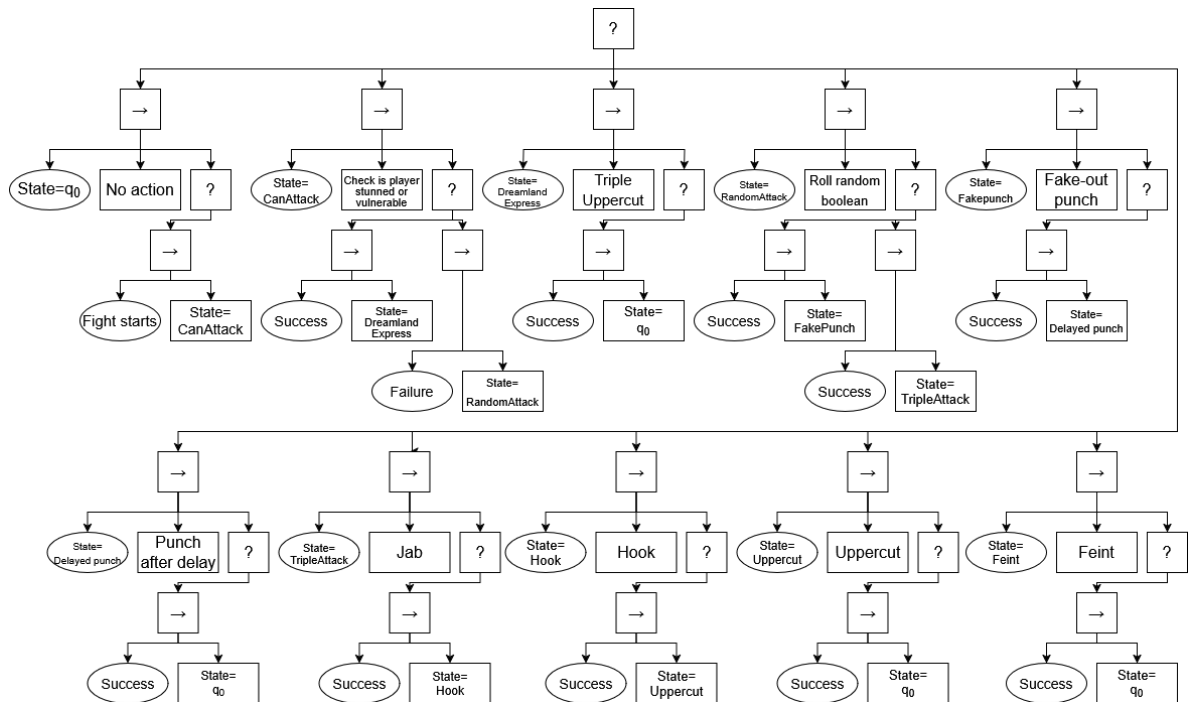 ?
→
→
→
→
→
State=q₀
No action
?
State=
CanAttack
Check is player
stunned or
vulnerable
?
State=
Dreamland
Express
Triple
Uppercut
?
State=
RandomAttack
Roll random
boolean
?
State=
Fakepunch
Fake-out
punch
?
→
→
→
→
→
→
→
Fight starts
State=
CanAttack
Success
State=
Dreamland
Express
Success
State=
q₀
Success
State=
FakePunch
Success
State=
Delayed punch
Failure
State=
RandomAttack
Success
State=
TripleAttack
→
→
→
→
→
State=
Delayed punch
Punch
after delay
?
State=
TripleAttack
Jab
?
State=
Hook
Hook
?
State=
Uppercut
Uppercut
?
State=
Feint
Feint
?
→
→
→
→
→
Success
State=
q₀
Success
State=
Hook
Success
State=
Uppercut
Success
State=
q₀
Success
State=
q₀